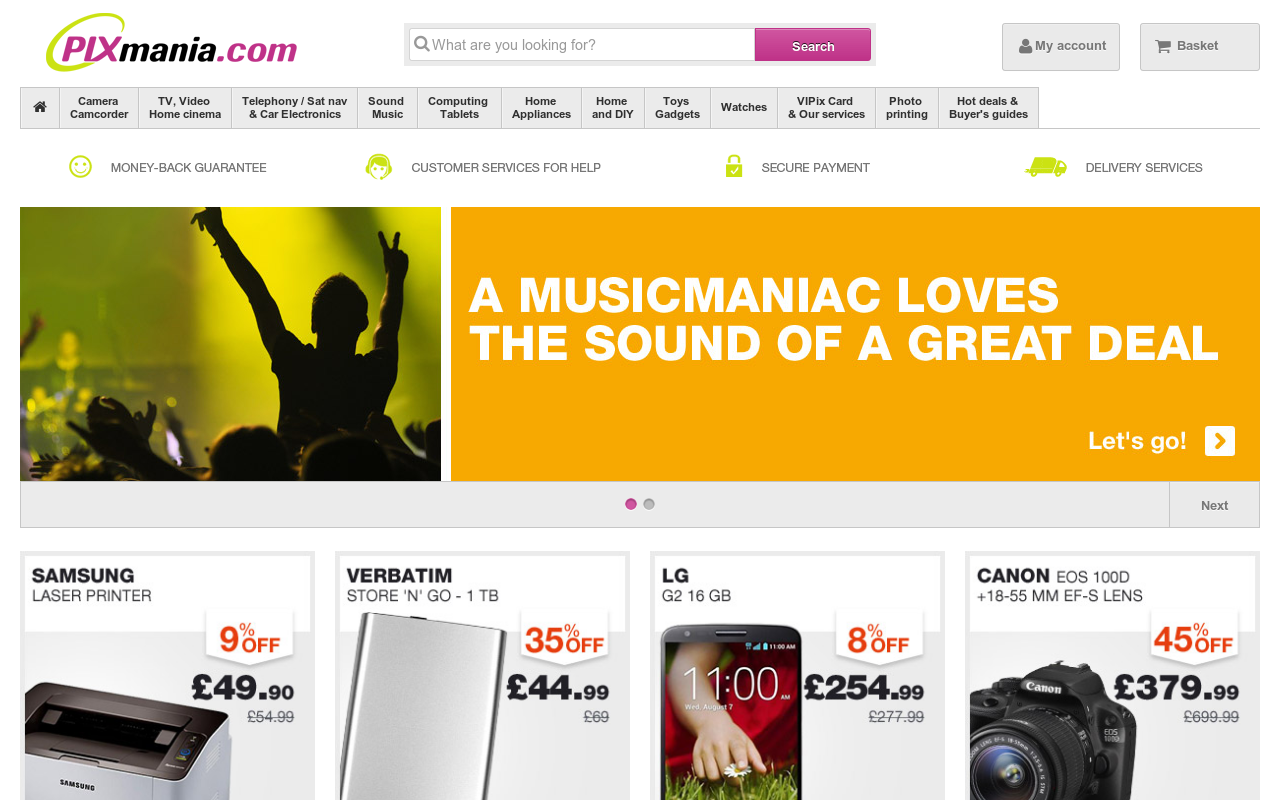 PIXmania.com
What are you looking for?
Search
My account
Basket
Camera
Camcorder
TV, Video
Home cinema
Telephony / Sat nav
& Car Electronics
Sound
Music
Computing
Tablets
Home
Appliances
Home
and DIY
Toys
Gadgets
Watches
VIPix Card
& Our services
Photo
printing
Hot deals &
Buyer's guides
MONEY-BACK GUARANTEE
CUSTOMER SERVICES FOR HELP
SECURE PAYMENT
DELIVERY SERVICES
A MUSICMANIAC LOVES
THE SOUND OF A GREAT DEAL
Let's go!
Next
SAMSUNG
LASER PRINTER
9% OFF
£49.90
£54.99
SAMSUNG
VERBATIM
STORE 'N' GO - 1 TB
35% OFF
£44.99
£69
LG
G2 16 GB
8% OFF
£254.99
£277.99
11:00 AM
11:00 AM
Wed, August 7
CANON EOS 100D
+18-55 MM EF-S LENS
45% OFF
£379.99
£699.99
Canon
EOS
100D